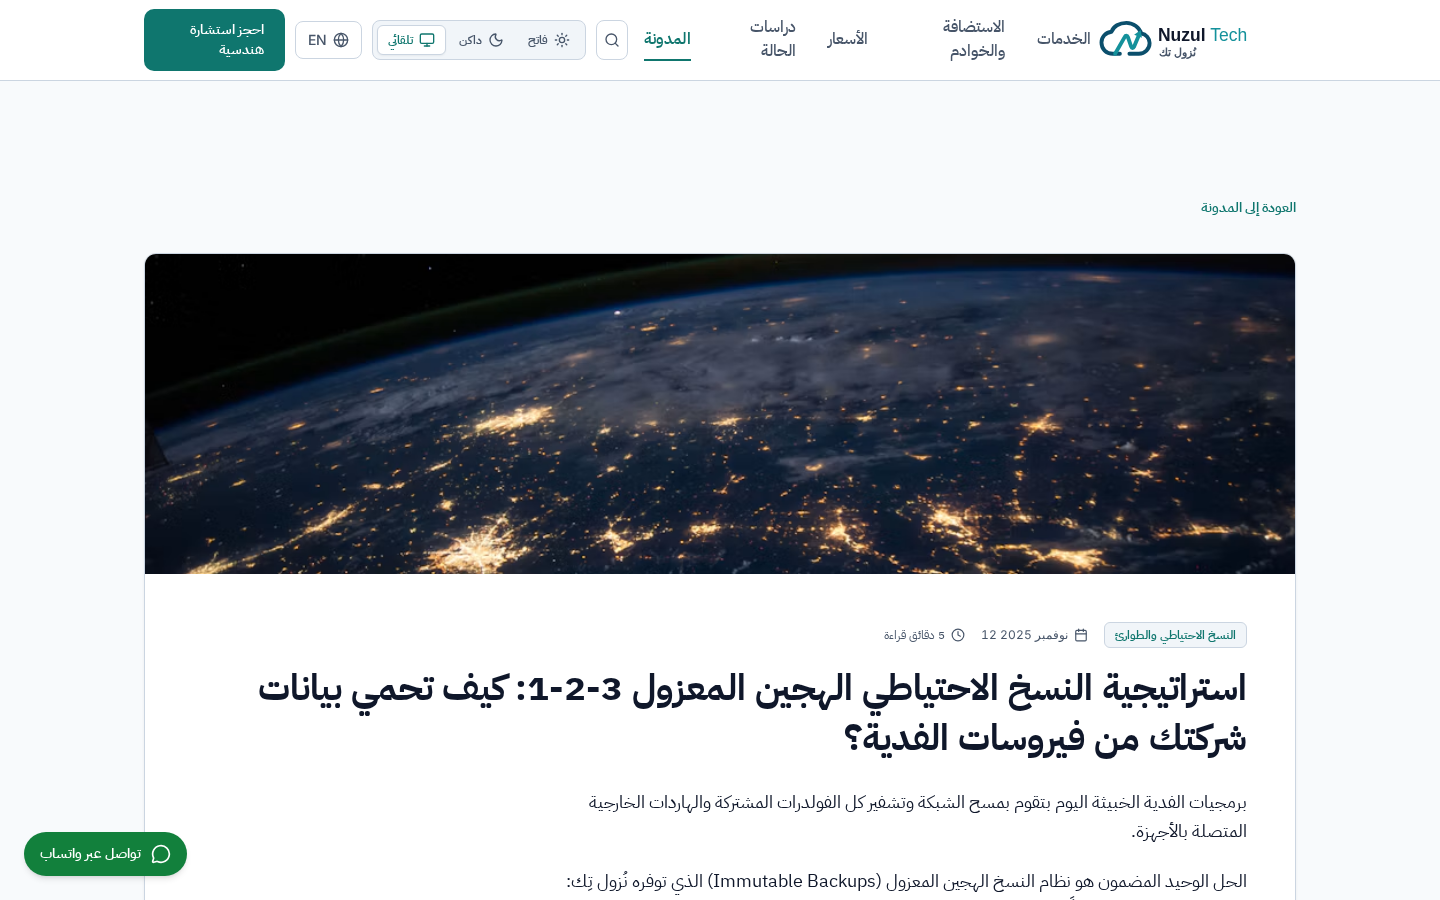 Nuzul Tech
نُزول تك
الخدمات
الاستضافة
والخوادم
الأسعار
دراسات
الحالة
المدونة
فاتح
داكن
تلقائي
EN
احجز استشارة
هندسية
العودة إلى المدونة
النسخ الاحتياطي والطوارئ
12 نوفمبر 2025
5 دقائق قراءة
استراتيجية النسخ الاحتياطي الهجين المعزول 3-2-1: كيف تحمي بيانات
شركتك من فيروسات الفدية؟
برمجيات الفدية الخبيثة اليوم بتقوم بمسح الشبكة وتشفير كل الفولدرات المشتركة والهاردات الخارجية
المتصلة بالأجهزة.
الحل الوحيد المضمون هو نظام النسخ الهجين المعزول (Immutable Backups) الذي توفره نُزول تِك:
تواصل عبر واتساب